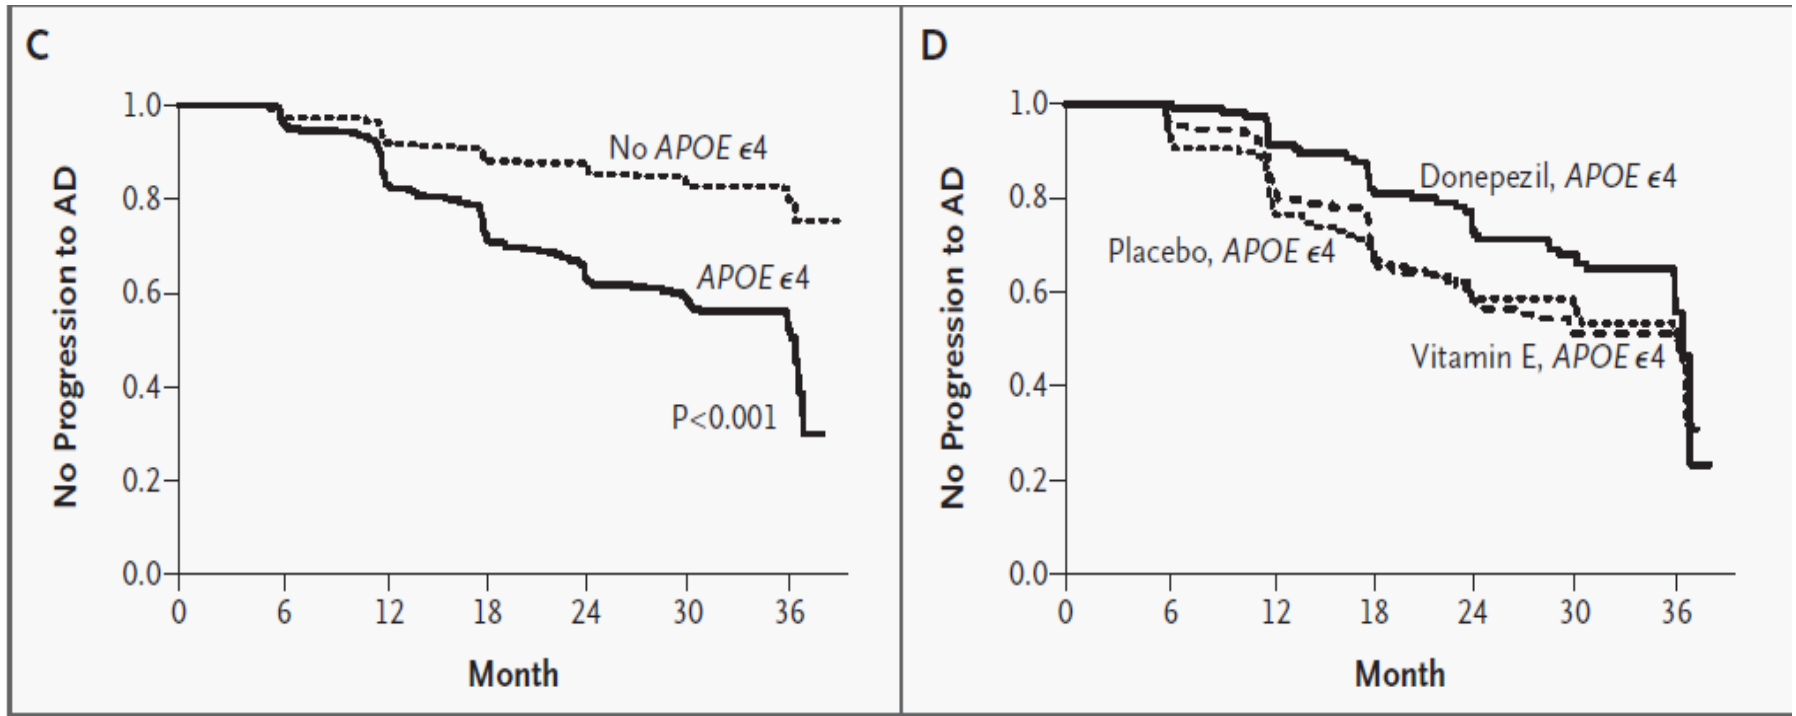 C
No Progression to AD
1.0
0.8
0.6
0.4
0.2
0.0
No APOE ϵ4
APOE ϵ4
P<0.001
0 6 12 18 24 30 36
Month
D
No Progression to AD
1.0
0.8
0.6
0.4
0.2
0.0
Donepezil, APOE ϵ4
Placebo, APOE ϵ4
Vitamin E, APOE ϵ4
0 6 12 18 24 30 36
Month